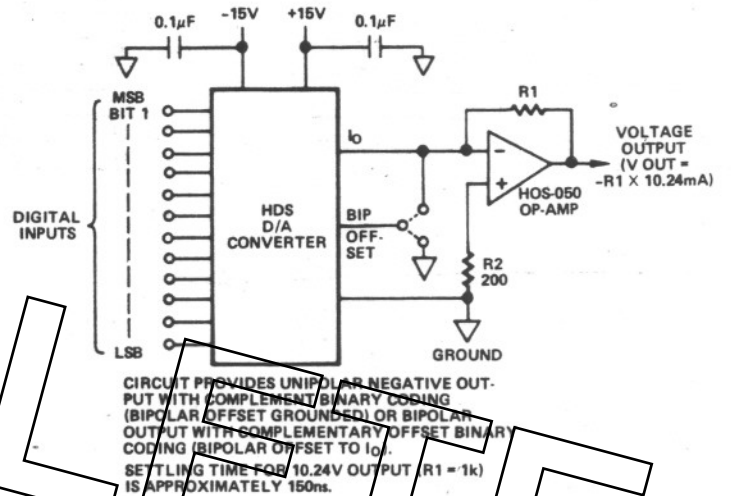 -15V +15V
0.1μF 0.1μF
MSB
BIT 1
R1
IO
VOLTAGE
OUTPUT
(V OUT =
-R1 X 10.24mA)
HOS-050
OP-AMP
DIGITAL
INPUTS
HDS
D/A
CONVERTER
BIP
OFF-
SET
R2
200
LSB
GROUND
CIRCUIT PROVIDES UNIPOLAR NEGATIVE OUT-
PUT WITH COMPLEMENT BINARY CODING
(BIPOLAR OFFSET GROUNDED) OR BIPOLAR
OUTPUT WITH COMPLEMENTARY OFFSET BINARY
CODING (BIPOLAR OFFSET TO IO).
SETTLING TIME FOR 10.24V OUTPUT (R1 = 1k)
IS APPROXIMATELY 150ns.